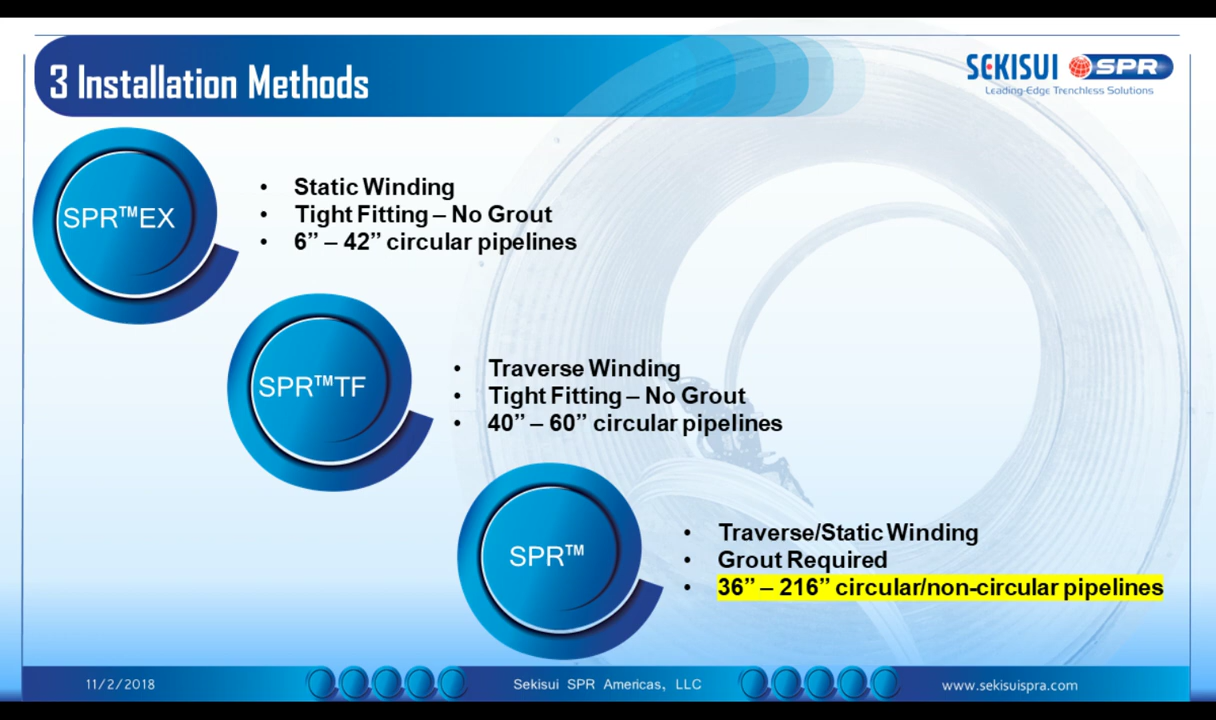 3 Installation Methods
SEKISUI SPR
Leading-Edge Trenchless Solutions
SPR™EX
• Static Winding
• Tight Fitting – No Grout
• 6” – 42” circular pipelines
SPR™TF
• Traverse Winding
• Tight Fitting – No Grout
• 40” – 60” circular pipelines
SPR™
• Traverse/Static Winding
• Grout Required
• 36” – 216” circular/non-circular pipelines
11/2/2018
Sekisui SPR Americas, LLC
www.sekisuispra.com